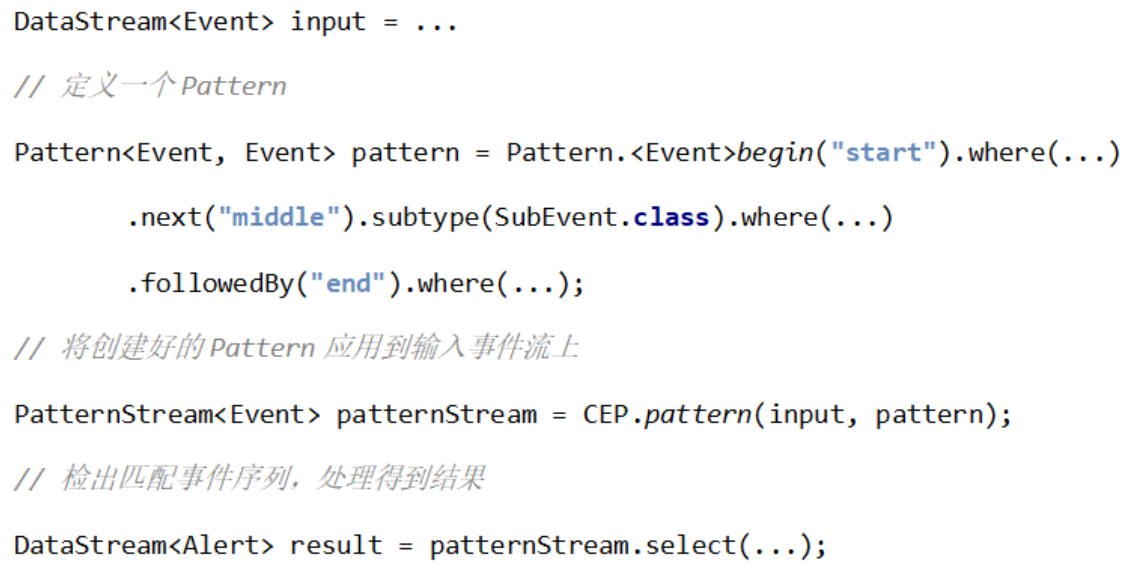 DataStream<Event> input = ...
// 定义一个 Pattern
Pattern<Event, Event> pattern = Pattern.<Event>begin("start").where(...)
.next("middle").subtype(SubEvent.class).where(...)
.followedBy("end").where(...);
// 将创建好的 Pattern 应用到输入事件流上
PatternStream<Event> patternStream = CEP.pattern(input, pattern);
// 检出匹配事件序列，处理得到结果
DataStream<Alert> result = patternStream.select(...);